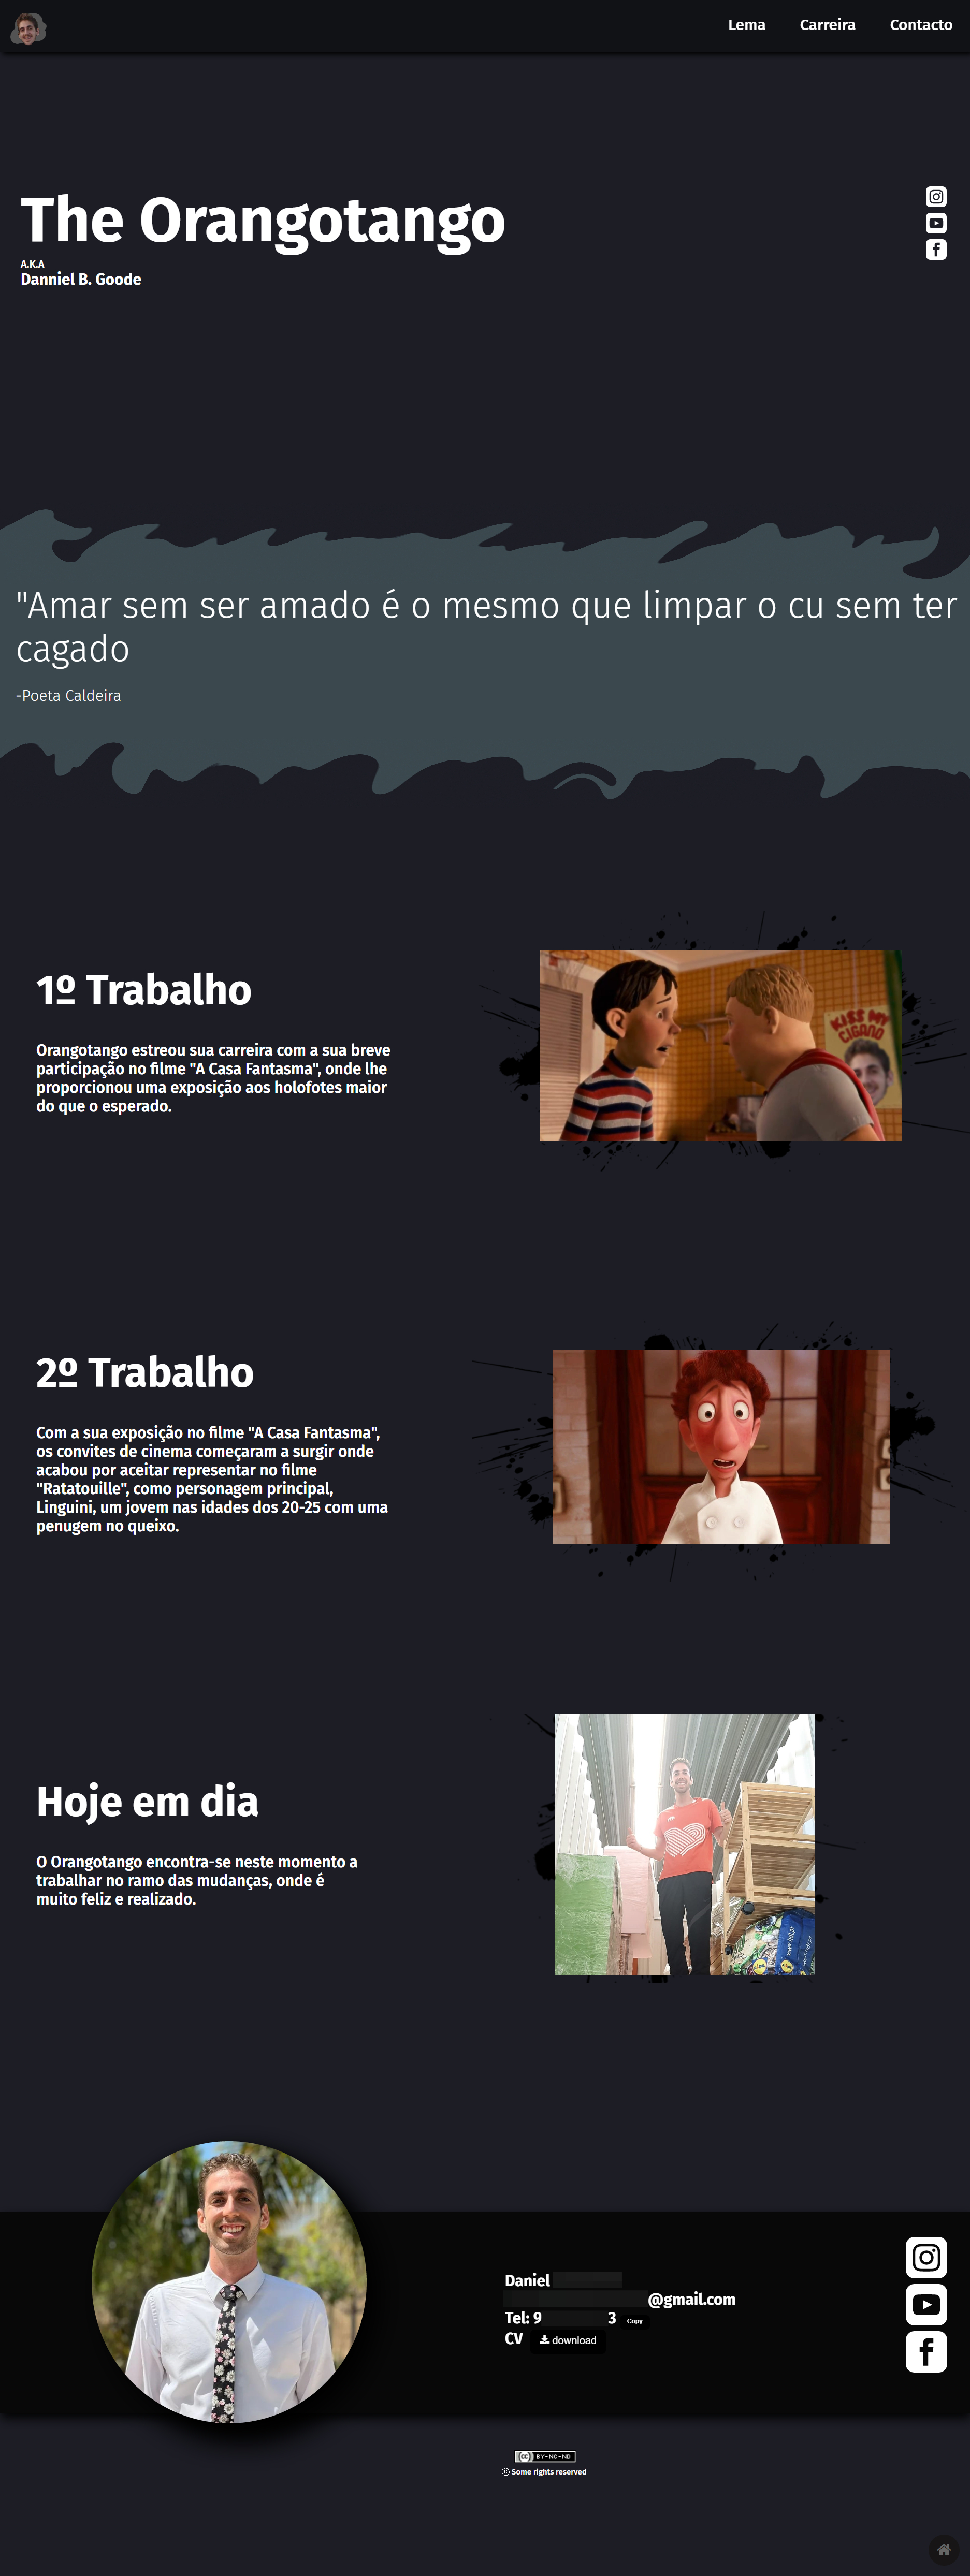 Lema Carreira Contacto
The Orangotango
A.K.A
Danniel B. Goode
"Amar sem ser amado é o mesmo que limpar o cu sem ter
cagado
-Poeta Caldeira
1º Trabalho
Orangotango estreou sua carreira com a sua breve
participação no filme "A Casa Fantasma", onde lhe
proporcionou uma exposição aos holofotes maior
do que o esperado.
KISS MY
CIGANO
2º Trabalho
Com a sua exposição no filme "A Casa Fantasma",
os convites de cinema começaram a surgir onde
acabou por aceitar representar no filme
"Ratatouille", como personagem principal,
Linguini, um jovem nas idades dos 20-25 com uma
penugem no queixo.
Hoje em dia
O Orangotango encontra-se neste momento a
trabalhar no ramo das mudanças, onde é
muito feliz e realizado.
www.lidl.pt
Daniel
@gmail.com
Tel: 9 3 Copy
CV download
cc BY-NC-ND
Some rights reserved